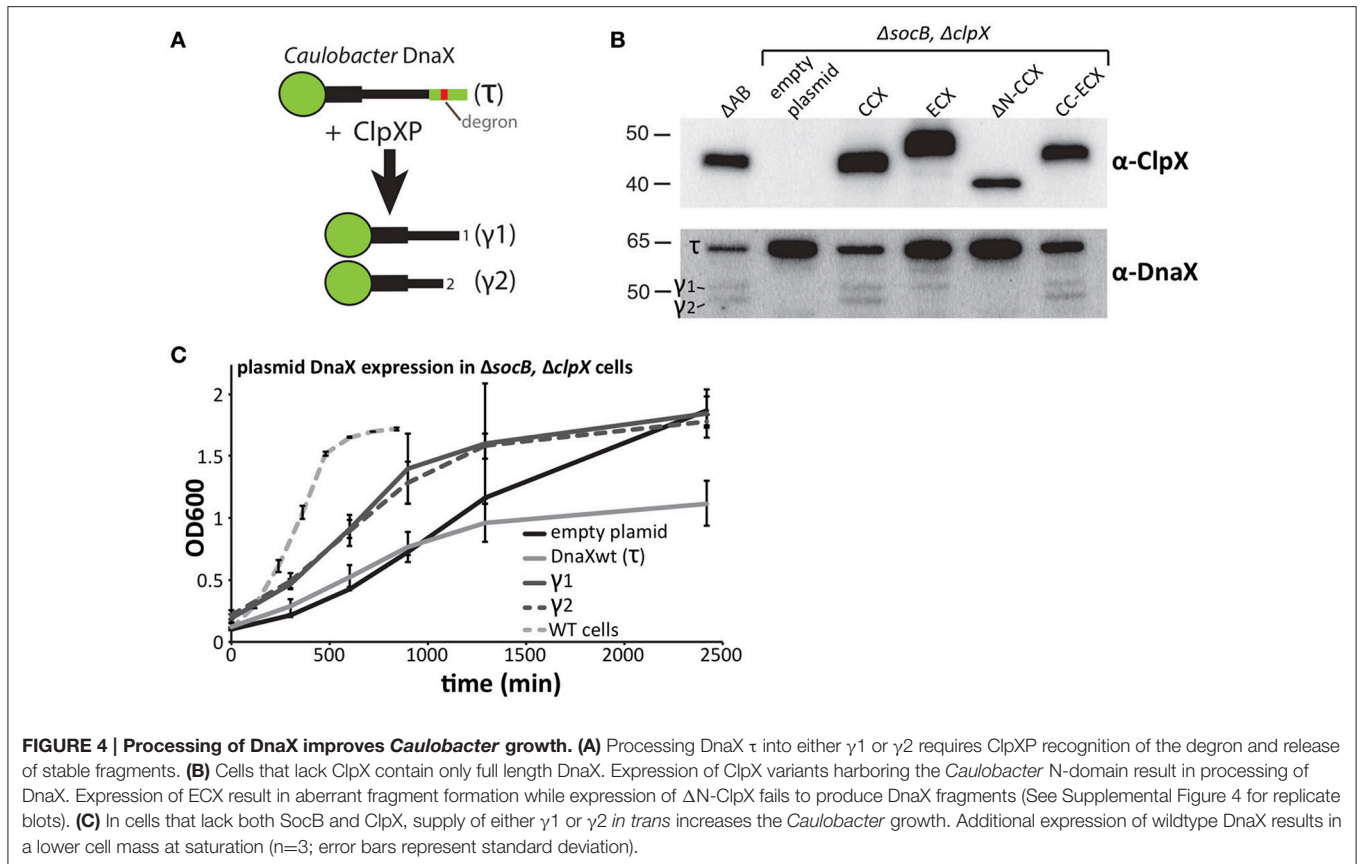 A
Caulobacter DnaX
(τ)
degron
+ ClpXP
1 (γ1)
2 (γ2)
B
ΔsocB, ΔclpX
ΔAB
empty plasmid
CCX
ECX
ΔN-CCX
CC-ECX
50
40
α-ClpX
65
τ
γ1
50
γ2
α-DnaX
C
plasmid DnaX expression in ΔsocB, ΔclpX cells
2
1.5
1
0.5
0
OD600
empty plamid
DnaXwt (τ)
γ1
γ2
WT cells
0 500 1000 1500 2000 2500
time (min)
FIGURE 4 | Processing of DnaX improves Caulobacter growth. (A) Processing DnaX τ into either γ1 or γ2 requires ClpXP recognition of the degron and release
of stable fragments. (B) Cells that lack ClpX contain only full length DnaX. Expression of ClpX variants harboring the Caulobacter N-domain result in processing of
DnaX. Expression of ECX result in aberrant fragment formation while expression of ΔN-ClpX fails to produce DnaX fragments (See Supplemental Figure 4 for replicate
blots). (C) In cells that lack both SocB and ClpX, supply of either γ1 or γ2 in trans increases the Caulobacter growth. Additional expression of wildtype DnaX results in
a lower cell mass at saturation (n=3; error bars represent standard deviation).